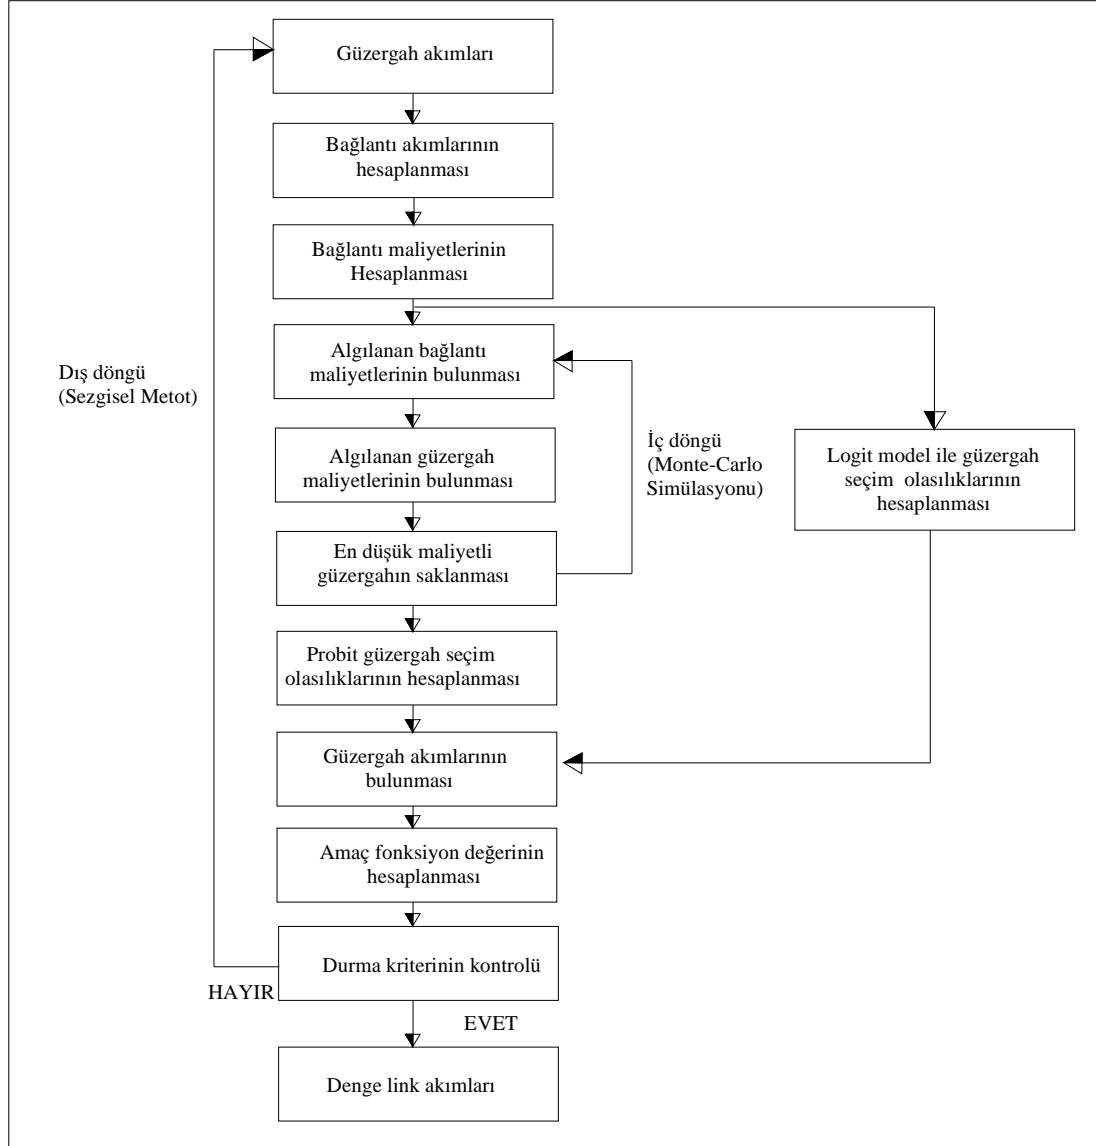 Güzergah akımları
Bağlantı akımlarının
hesaplanması
Bağlantı maliyetlerinin
Hesaplanması
Algılanan bağlantı
maliyetlerinin bulunması
Dış döngü
(Sezgisel Metot)
İç döngü
(Monte-Carlo
Simülasyonu)
Logit model ile güzergah
seçim olasılıklarının
hesaplanması
Algılanan güzergah
maliyetlerinin bulunması
En düşük maliyetli
güzergahın saklanması
Probit güzergah seçim
olasılıklarının hesaplanması
Güzergah akımlarının
bulunması
Amaç fonksiyon değerinin
hesaplanması
Durma kriterinin kontrolü
HAYIR
EVET
Denge link akımları